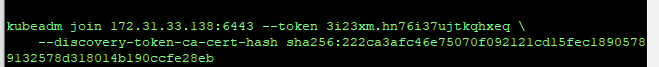 kubeadm join 172.31.33.138:6443 --token 3i23xm.hn76i37ujtkqhxeq \
--discovery-token-ca-cert-hash sha256:222ca3afc46e75070f092121cd15fec1890578
9132578d318014b190ccfe28eb